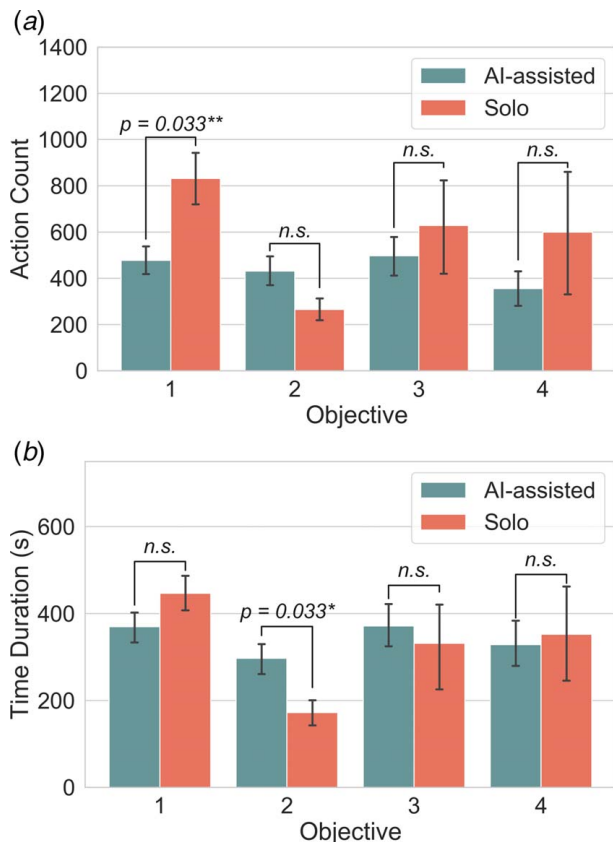 (a)
1400
1200
1000
800
600
400
200
0
Action Count
AI-assisted
Solo
p = 0.033**
n.s.
n.s.
n.s.
1 2 3 4
Objective
(b)
600
400
200
0
Time Duration (s)
AI-assisted
Solo
n.s.
p = 0.033*
n.s.
n.s.
1 2 3 4
Objective